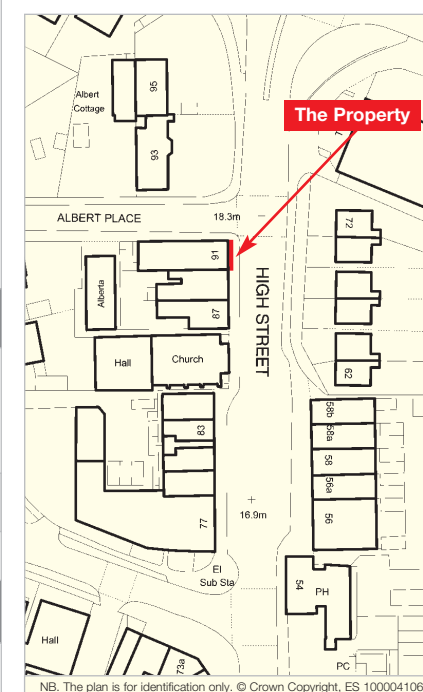 95
Albert
Cottage
The Property
93
ALBERT PLACE
18.3m
72
91
HIGH STREET
Alberta
87
Church
Hall
62
58b
58a
83
58
56a
56
77
16.9m
El
Sub Sta
54
PH
Hall
73a
PC
NB. The plan is for identification only. © Crown Copyright, ES 100004106